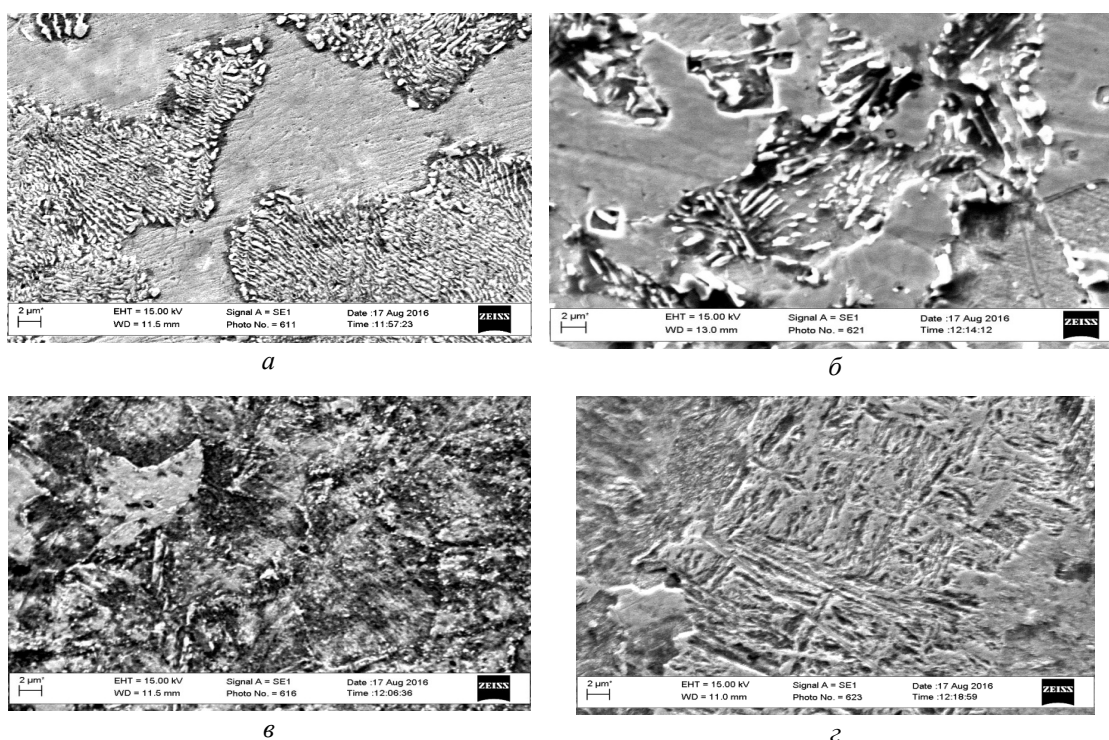 2 µm* EHT = 15.00 kV Signal A = SE1 Date :17 Aug 2016 ZEISS
WD = 11.5 mm Photo No. = 611 Time :11:57:23
а
2 µm* EHT = 15.00 kV Signal A = SE1 Date :17 Aug 2016 ZEISS
WD = 13.0 mm Photo No. = 621 Time :12:14:12
б
2 µm* EHT = 15.00 kV Signal A = SE1 Date :17 Aug 2016 ZEISS
WD = 11.5 mm Photo No. = 616 Time :12:06:36
в
2 µm* EHT = 15.00 kV Signal A = SE1 Date :17 Aug 2016 ZEISS
WD = 11.0 mm Photo No. = 623 Time :12:18:59
г